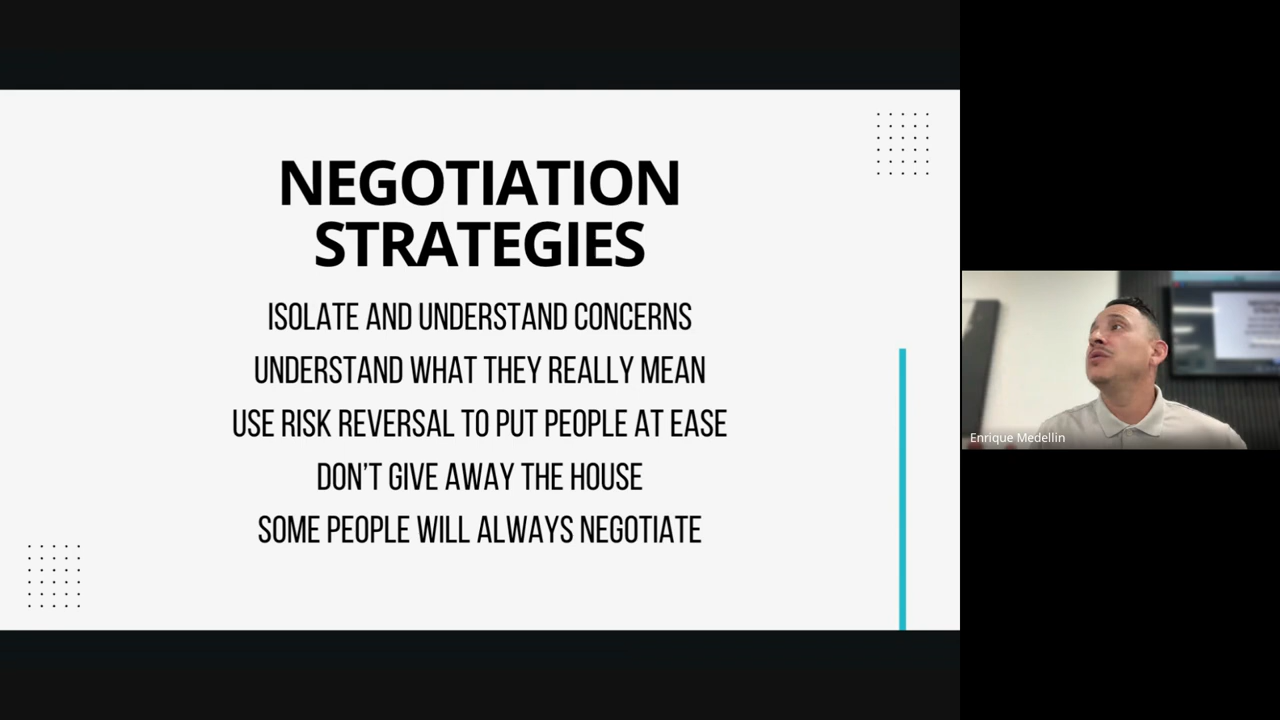 NEGOTIATION
STRATEGIES
ISOLATE AND UNDERSTAND CONCERNS
UNDERSTAND WHAT THEY REALLY MEAN
USE RISK REVERSAL TO PUT PEOPLE AT EASE
DON'T GIVE AWAY THE HOUSE
SOME PEOPLE WILL ALWAYS NEGOTIATE
Enrique Medellin